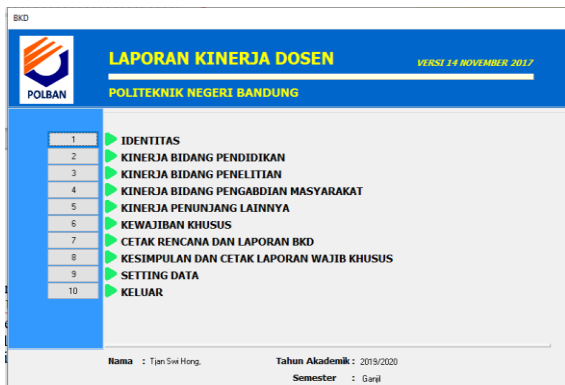 BKD
LAPORAN KINERJA DOSEN
VERSI 14 NOVEMBER 2017
POLBAN
POLITEKNIK NEGERI BANDUNG
1 IDENTITAS
2 KINERJA BIDANG PENDIDIKAN
3 KINERJA BIDANG PENELITIAN
4 KINERJA BIDANG PENGABDIAN MASYARAKAT
5 KINERJA PENUNJANG LAINNYA
6 KEWAJIBAN KHUSUS
7 CETAK RENCANA DAN LAPORAN BKD
8 KESIMPULAN DAN CETAK LAPORAN WAJIB KHUSUS
9 SETTING DATA
10 KELUAR
Nama : Tjan Swi Hong, Tahun Akademik : 2019/2020
Semester : Ganjil